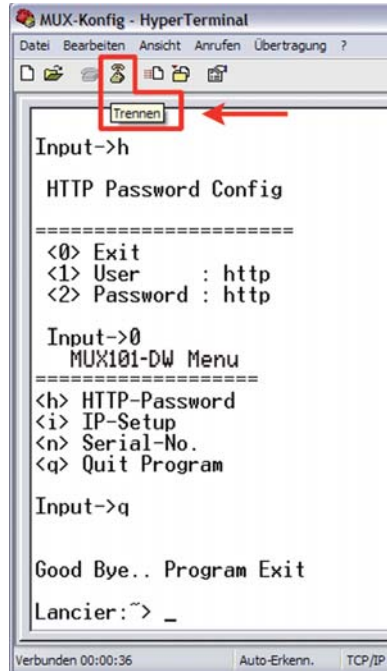 MUX-Konfig - HyperTerminal
Datei Bearbeiten Ansicht Anrufen Übertragung ?
Trennen
Input->h
HTTP Password Config
=======================
<0> Exit
<1> User : http
<2> Password : http
Input->0
MUX101-DW Menu
====================
<h> HTTP-Password
<i> IP-Setup
<n> Serial-No.
<q> Quit Program
Input->q
Good Bye.. Program Exit
Lancier:~> _
Verbunden 00:00:36 Auto-Erkenn. TCP/IP